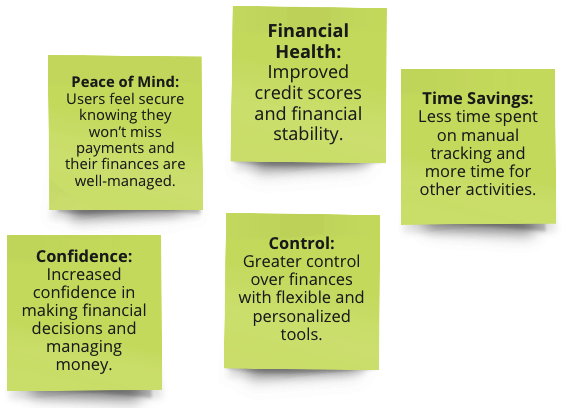 Financial
Health:
Improved
credit scores
and financial
stability.
Peace of Mind:
Users feel secure
knowing they
won’t miss
payments and
their finances are
well-managed.
Time Savings:
Less time spent
on manual
tracking and
more time for
other activities.
Confidence:
Increased
confidence in
making financial
decisions and
managing
money.
Control:
Greater control
over finances
with flexible and
personalized
tools.